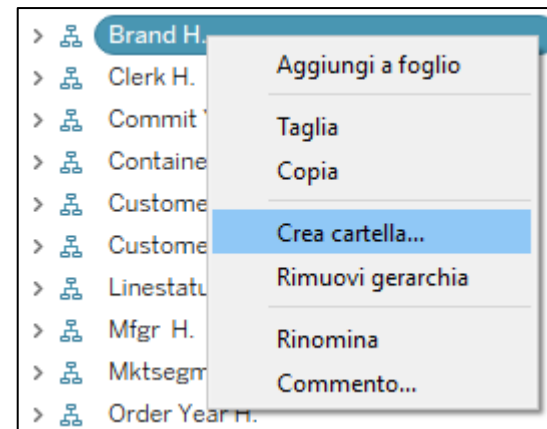 Brand H.
Clerk H.
Commit
Containe
Custome
Custome
Linestatu
Mfgr H.
Mktsegm
Order Year H.
Aggiungi a foglio
Taglia
Copia
Crea cartella...
Rimuovi gerarchia
Rinomina
Commento...